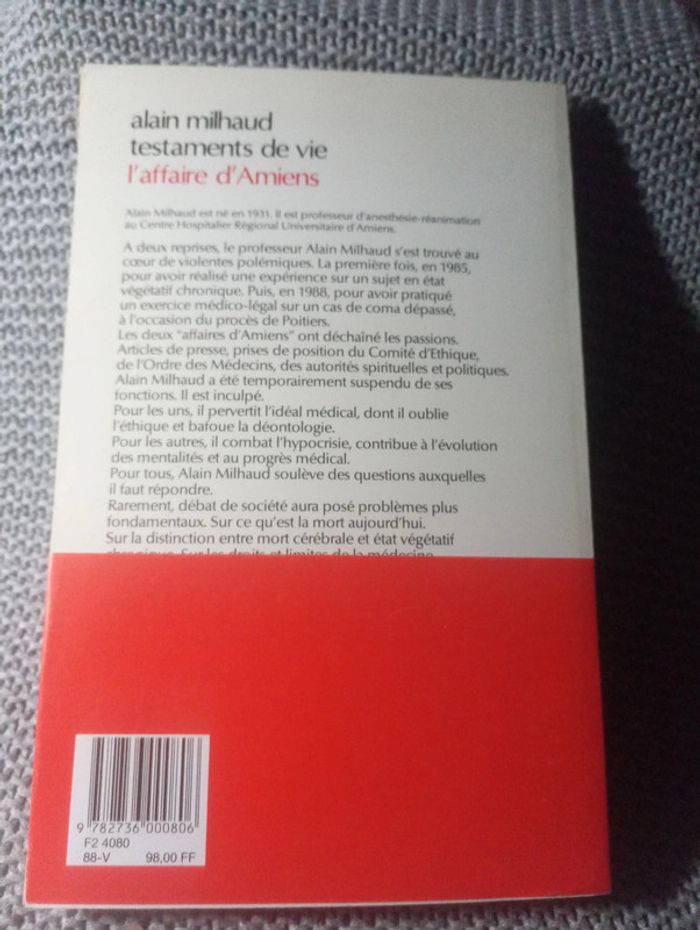 alain milhaud
testaments de vie
l'affaire d'Amiens
Alain Milhaud est né en 1931. Il est professeur d'anesthésie-réanimation
au Centre Hospitalier Régional Universitaire d'Amiens.
A deux reprises, le professeur Alain Milhaud s'est trouvé au
cœur de violentes polémiques. La première fois, en 1985,
pour avoir réalisé une expérience sur un sujet en état
végétatif chronique. Puis, en 1988, pour avoir pratiqué
un exercice médico-légal sur un cas de coma dépassé,
à l'occasion du procès de Poitiers.
Les deux "affaires d'Amiens" ont déchaîné les passions.
Articles de presse, prises de position du Comité d'Ethique,
de l'Ordre des Médecins, des autorités spirituelles et politiques.
Alain Milhaud a été temporairement suspendu de ses
fonctions. Il est inculpé.
Pour les uns, il pervertit l'idéal médical, dont il oublie
l'éthique et bafoue la déontologie.
Pour les autres, il combat l'hypocrisie, contribue à l'évolution
des mentalités et au progrès médical.
Pour tous, Alain Milhaud soulève des questions auxquelles
il faut répondre.
Rarement, débat de société aura posé problèmes plus
fondamentaux. Sur ce qu'est la mort aujourd'hui.
Sur la distinction entre mort cérébrale et état végétatif
chronique. Sur les droits et limites de la médecine
9 782736 000806
F2 4080
88-V 98,00 FF